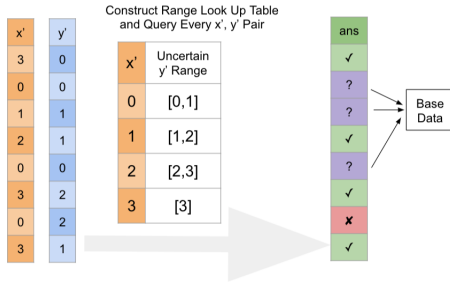 Construct Range Look Up Table
and Query Every x', y' Pair
x' y'
3 0
0 0
1 1
2 1
0 0
3 2
0 2
3 1
x' Uncertain
y' Range
0 [0,1]
1 [1,2]
2 [2,3]
3 [3]
ans
✓
?
?
✓
?
✓
✘
✓
Base
Data